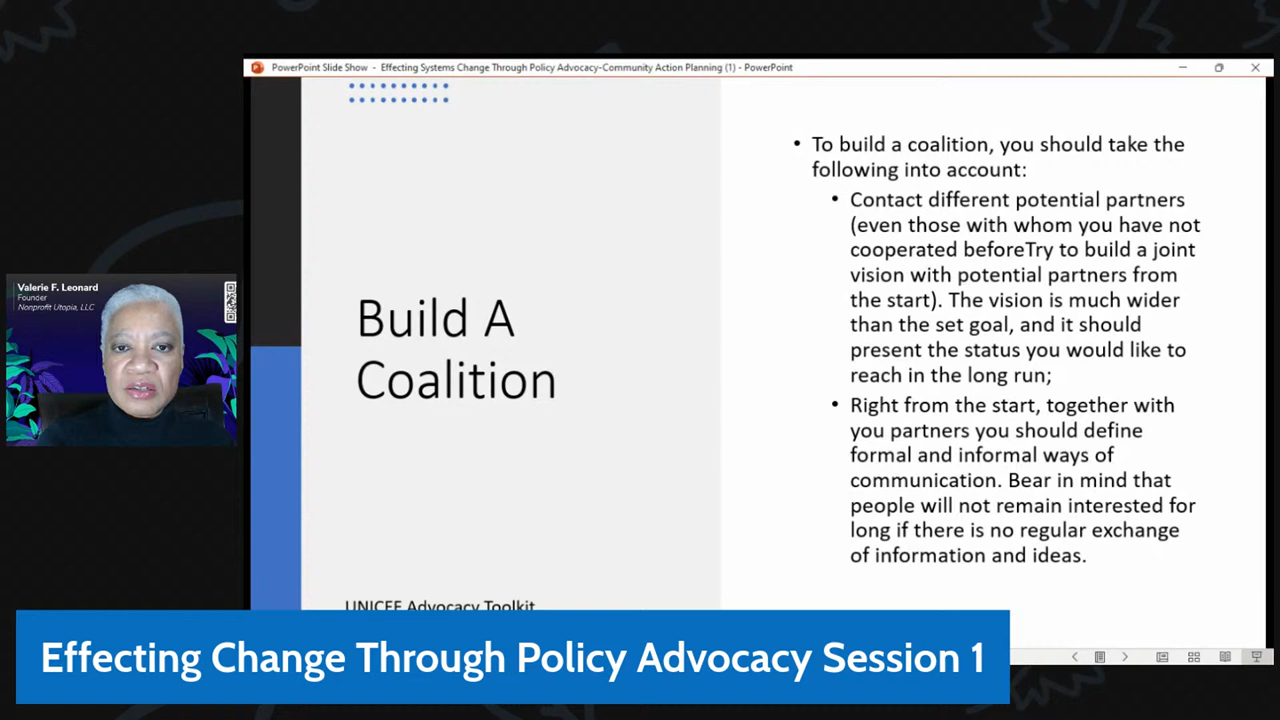 PowerPoint Slide Show - Effecting Systems Change Through Policy Advocacy-Community Action Planning (1) - PowerPoint
Valerie F. Leonard
Founder
Nonprofit Utopia, LLC
Build A
Coalition
UNICEF Advocacy Toolkit
• To build a coalition, you should take the
following into account:
• Contact different potential partners
(even those with whom you have not
cooperated beforeTry to build a joint
vision with potential partners from
the start). The vision is much wider
than the set goal, and it should
present the status you would like to
reach in the long run;
• Right from the start, together with
you partners you should define
formal and informal ways of
communication. Bear in mind that
people will not remain interested for
long if there is no regular exchange
of information and ideas.
Effecting Change Through Policy Advocacy Session 1